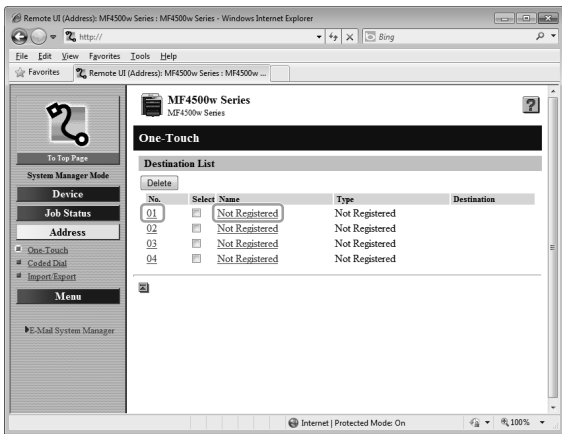 Remote UI (Address): MF4500w Series : MF4500w Series - Windows Internet Explorer
http://
Bing
File Edit View Favorites Tools Help
Favorites Remote UI (Address): MF4500w Series : MF4500w ...
MF4500w Series
MF4500w Series
To Top Page
System Manager Mode
Device
Job Status
Address
One-Touch
Coded Dial
Import/Export
Menu
E-Mail System Manager
One-Touch
Destination List
Delete
No. Select Name Type Destination
01 Not Registered Not Registered
02 Not Registered Not Registered
03 Not Registered Not Registered
04 Not Registered Not Registered
Internet | Protected Mode: On 100%